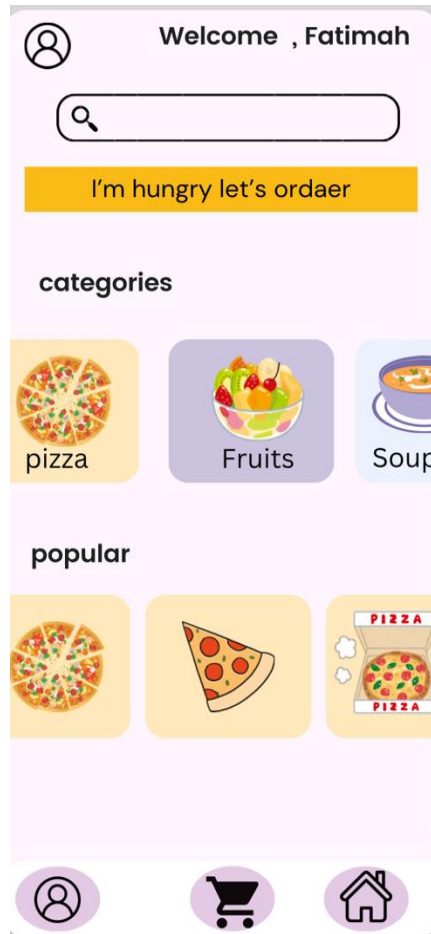 Welcome , Fatimah
I'm hungry let's ordaer
categories
pizza
Fruits
Soup
popular
PIZZA
PIZZA